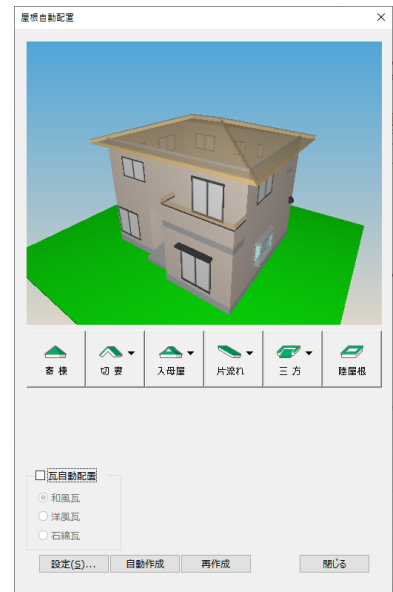 屋根自動配置
寄 棟
切 妻
入母屋
片流れ
三 方
陸屋根
瓦自動配置
和風瓦
洋風瓦
石綿瓦
設定(S)... 自動作成 再作成 閉じる